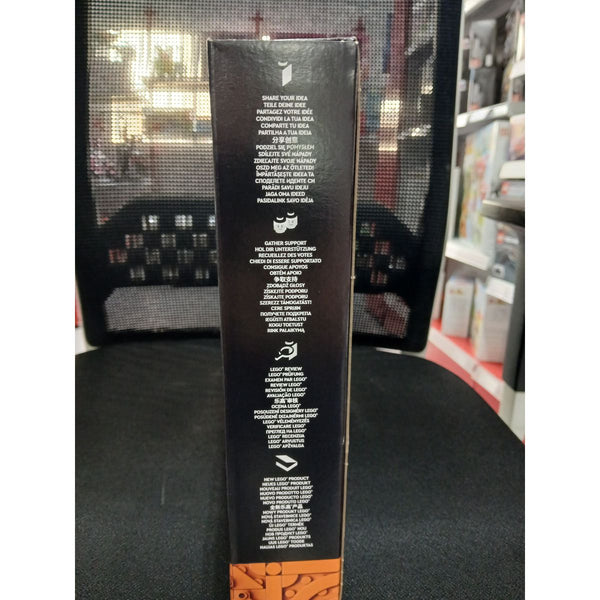 SHARE YOUR IDEA
TEILE DEINE IDEE
PARTAGEZ VOTRE IDÉE
CONDIVIDI LA TUA IDEA
COMPARTE TU IDEA
PARTILHA A TUA IDEIA
分享创意
PODZIEL SIĘ POMYSŁEM
SDÍLEJTE SVÉ NÁPADY
ZDIEĽAJTE SVOJE NÁPADY
OSZD MEG AZ ÖTLETED!
ÎMPĂRTĂȘEȘTE IDEEA TA
СПОДЕЛЕТЕ ИДЕИТЕ СИ
PARĀDI SAVU IDEJU
JAGA OMA IDEED
PASIDALINK SAVO IDĖJA
GATHER SUPPORT
HOL DIR UNTERSTÜTZUNG
RECUEILLEZ DES VOTES
CHIEDI DI ESSERE SUPPORTATO
CONSIGUE APOYOS
OBTÉM APOIO
争取支持
ZDOBĄDŹ GŁOSY
ZÍSKEJTE PODPORU
ZÍSKAJTE PODPORU
SZEREZZ TÁMOGATÁST!
CERE SPRIJIN
ПОЛУЧЕТЕ ПОДКРЕПА
IEGŪSTI ATBALSTU
KOGU TOETUST
RINK PALAIKYMĄ
LEGO® REVIEW
LEGO® PRÜFUNG
EXAMEN PAR LEGO®
REVIEW LEGO®
REVISIÓN DE LEGO®
AVALIAÇÃO LEGO®
乐高®审核
OCENA LEGO®
POSOUZENÍ DESIGNÉRY LEGO®
POSÚDENIE DIZAJNÉRMI LEGO®
LEGO® VÉLEMÉNYEZÉS
VERIFICARE LEGO®
ПРЕГЛЕД НА LEGO®
LEGO® RECENZIJA
LEGO® ARVUSTUS
LEGO® APŽVALGA
NEW LEGO® PRODUCT
NEUES LEGO® PRODUKT
NOUVEAU PRODUIT LEGO®
NUOVO PRODOTTO LEGO®
NUEVO PRODUCTO LEGO®
NOVO PRODUTO LEGO®
全新乐高®产品
NOWY PRODUKT LEGO®
NOVÁ STAVEBNICE LEGO®
NOVÁ STAVEBNICA LEGO®
ÚJ LEGO® TERMÉK
PRODUS LEGO® NOU
НОВ ПРОДУКТ LEGO®
JAUNS LEGO® PRODUKTS
UUS LEGO® TOODE
NAUJAS LEGO® PRODUKTAS